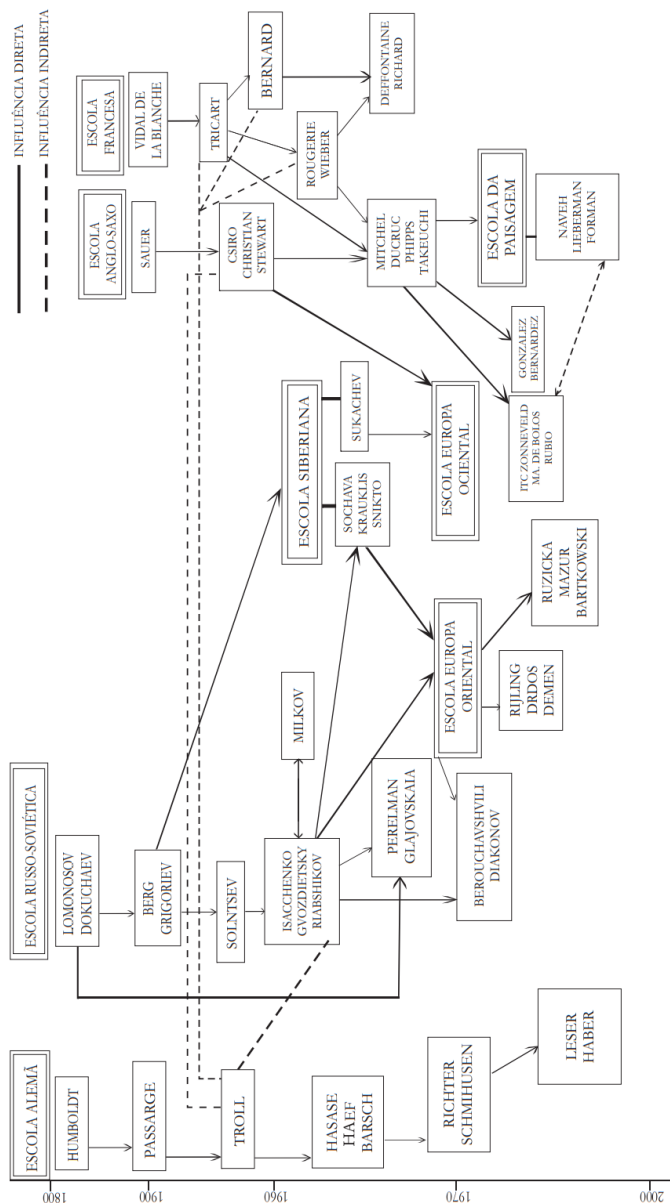 INFLUÊNCIA DIRETA
INFLUÊNCIA INDIRETA
ESCOLA ALEMÃ
HUMBOLDT
PASSARGE
TROLL
HASASE
HAEF
BARSCH
RICHTER
SCHMIHUSEN
LESER
HABER
ESCOLA RUSSO-SOVIÉTICA
LOMONOSOV
DOKUCHAEV
BERG
GRIGORIEV
SOLNTSEV
ISACCHENKO
GVOZDIETSKY
RIABSHIKOV
MILKOV
PERELMAN
GLAJOVSKAIA
BEROUCHAVSHVILI
DIAKONOV
ESCOLA EUROPA
ORIENTAL
RIJLING
DRDOS
DEMEN
RUZICKA
MAZUR
BARTKOWSKI
ESCOLA SIBERIANA
SOCHAVA
KRAUKLIS
SNIKTO
SUKACHEV
ESCOLA EUROPA
OCIENTAL
ESCOLA
ANGLO-SAXO
SAUER
CSIRO
CHRISTIAN
STEWART
MITCHEL
DUCRUC
PHIPPS
TAKEUCHI
ITC ZONNEVELD
MA. DE BOLOS
RUBIO
GONZALEZ
BERNARDEZ
ESCOLA DA
PAISAGEM
NAVEH
LIEBERMAN
FORMAN
ESCOLA
FRANCESA
VIDAL DE
LA BLANCHE
TRICART
BERNARD
ROUGERIE
WIEBER
DEFFONTAINE
RICHARD
1800
1900
1960
1970
2000